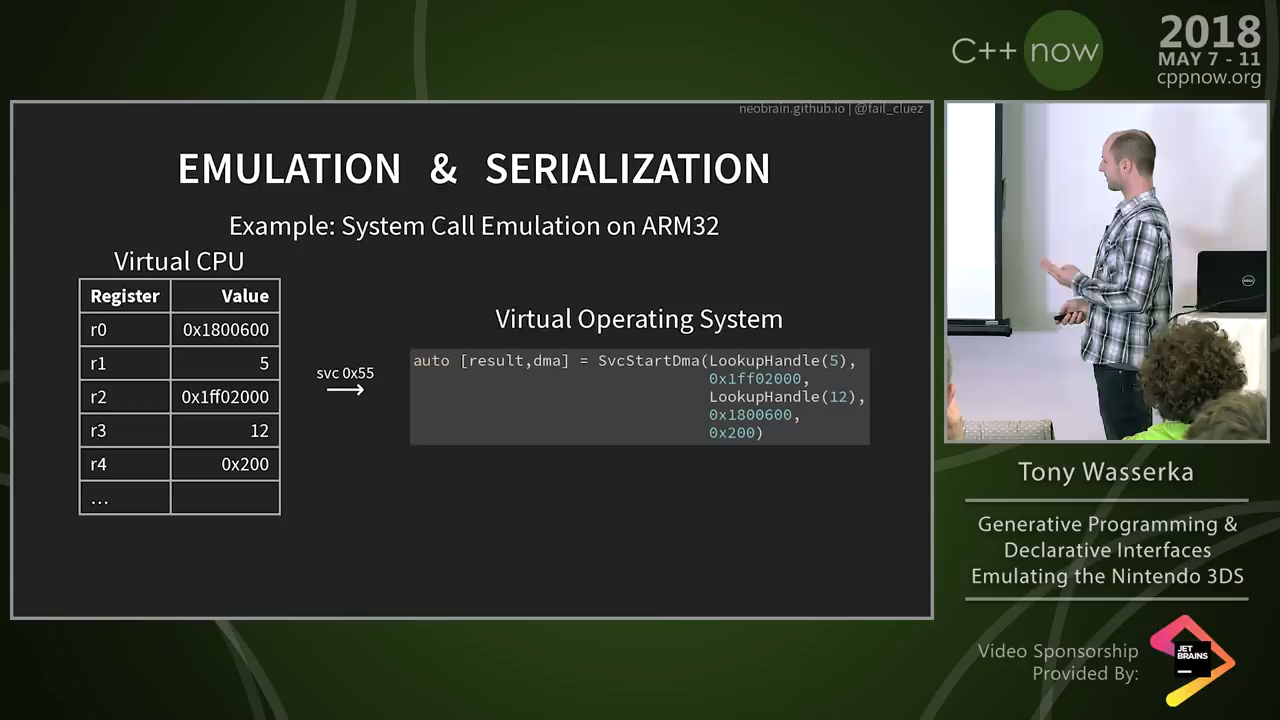 C++ now
2018
MAY 7 - 11
cppnow.org
neobrain.github.io | @fail_cluez
EMULATION & SERIALIZATION
Example: System Call Emulation on ARM32
Virtual CPU
Register Value
r0 0x1800600
r1 5
r2 0x1ff02000
r3 12
r4 0x200
...
svc 0x55
Virtual Operating System
auto [result,dma] = SvcStartDma(LookupHandle(5),
0x1ff02000,
LookupHandle(12),
0x1800600,
0x200)
DELL
Tony Wasserka
Generative Programming &
Declarative Interfaces
Emulating the Nintendo 3DS
Video Sponsorship
Provided By:
JET
BRAINS